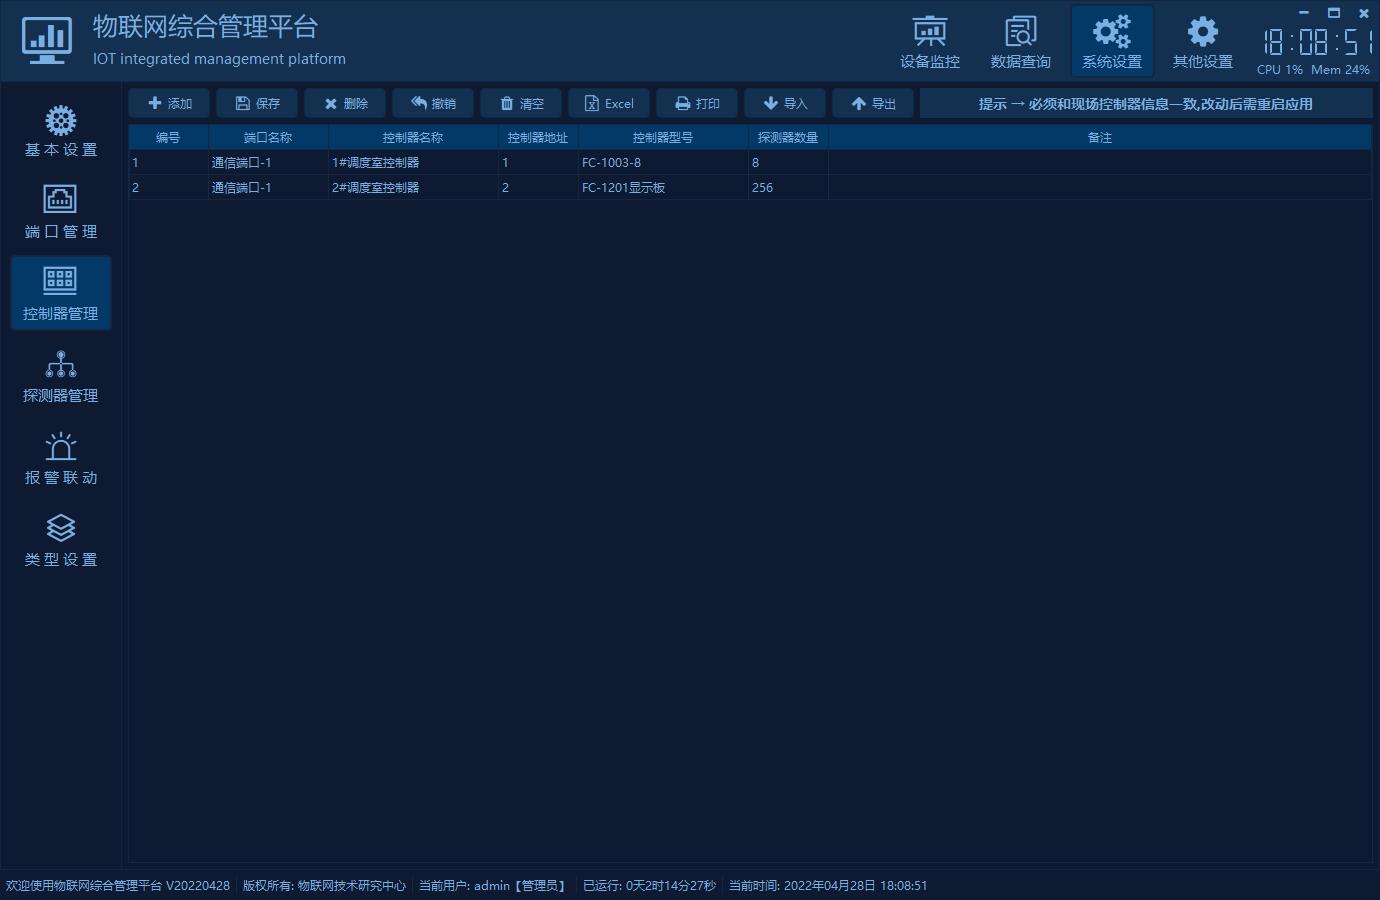 物联网综合管理平台
IOT integrated management platform
设备监控
数据查询
系统设置
其他设置
18:08:51
CPU 1% Mem 24%
基本设置
端口管理
控制器管理
探测器管理
报警联动
类型设置
添加 保存 删除 撤销 清空 Excel 打印 导入 导出 提示 → 必须和现场控制器信息一致,改动后需重启应用
编号 端口名称 控制器名称 控制器地址 控制器型号 探测器数量 备注
1 通信端口-1 1#调度室控制器 1 FC-1003-8 8
2 通信端口-1 2#调度室控制器 2 FC-1201显示板 256
欢迎使用物联网综合管理平台 V20220428 版权所有: 物联网技术研究中心 当前用户: admin【管理员】 已运行: 0天2时14分27秒 当前时间: 2022年04月28日 18:08:51